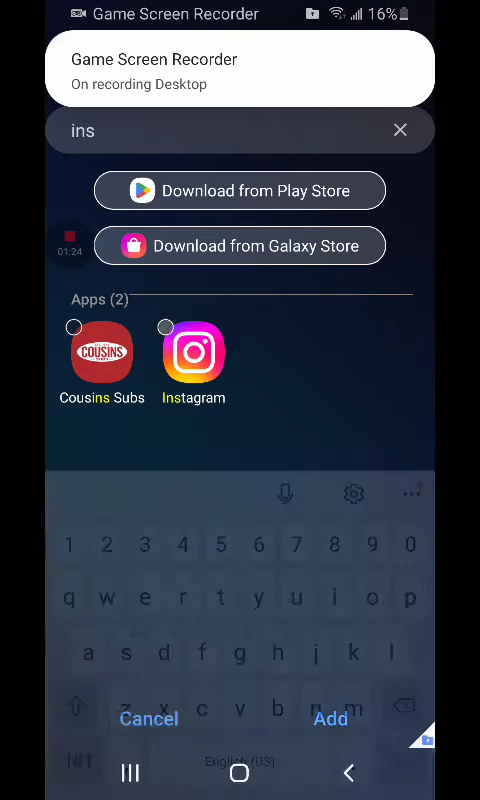 Game Screen Recorder 16%
Game Screen Recorder
On recording Desktop
ins
Download from Play Store
01:24
Download from Galaxy Store
Apps (2)
COUSINS
Cousins Subs Instagram
1 2 3 4 5 6 7 8 9 0
q w e r t y u i o p
a s d f g h j k l
z x c v b n m
Cancel Add
!#1 English (US)